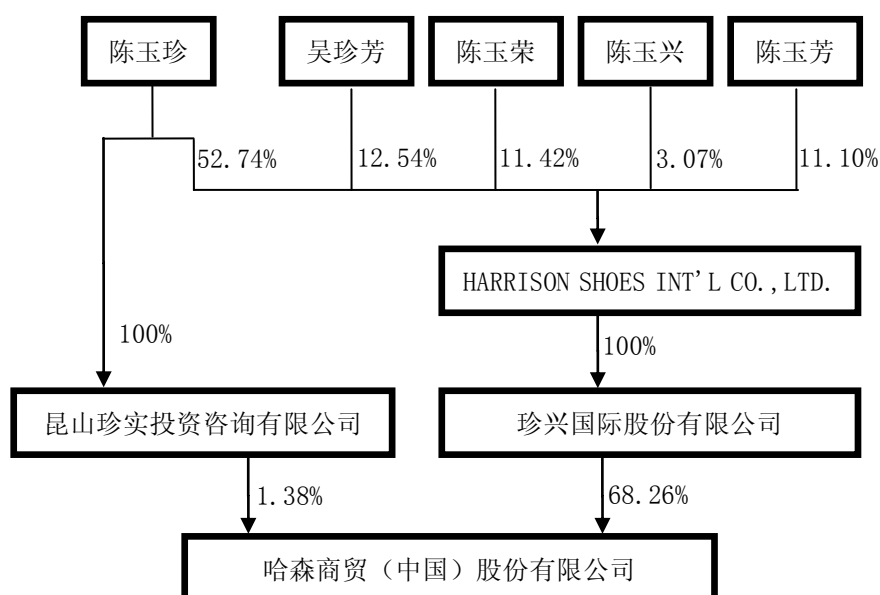 陈玉珍
吴珍芳
陈玉荣
陈玉兴
陈玉芳
52.74%
12.54%
11.42%
3.07%
11.10%
HARRISON SHOES INT'L CO.,LTD.
100%
100%
昆山珍实投资咨询有限公司
珍兴国际股份有限公司
1.38%
68.26%
哈森商贸（中国）股份有限公司